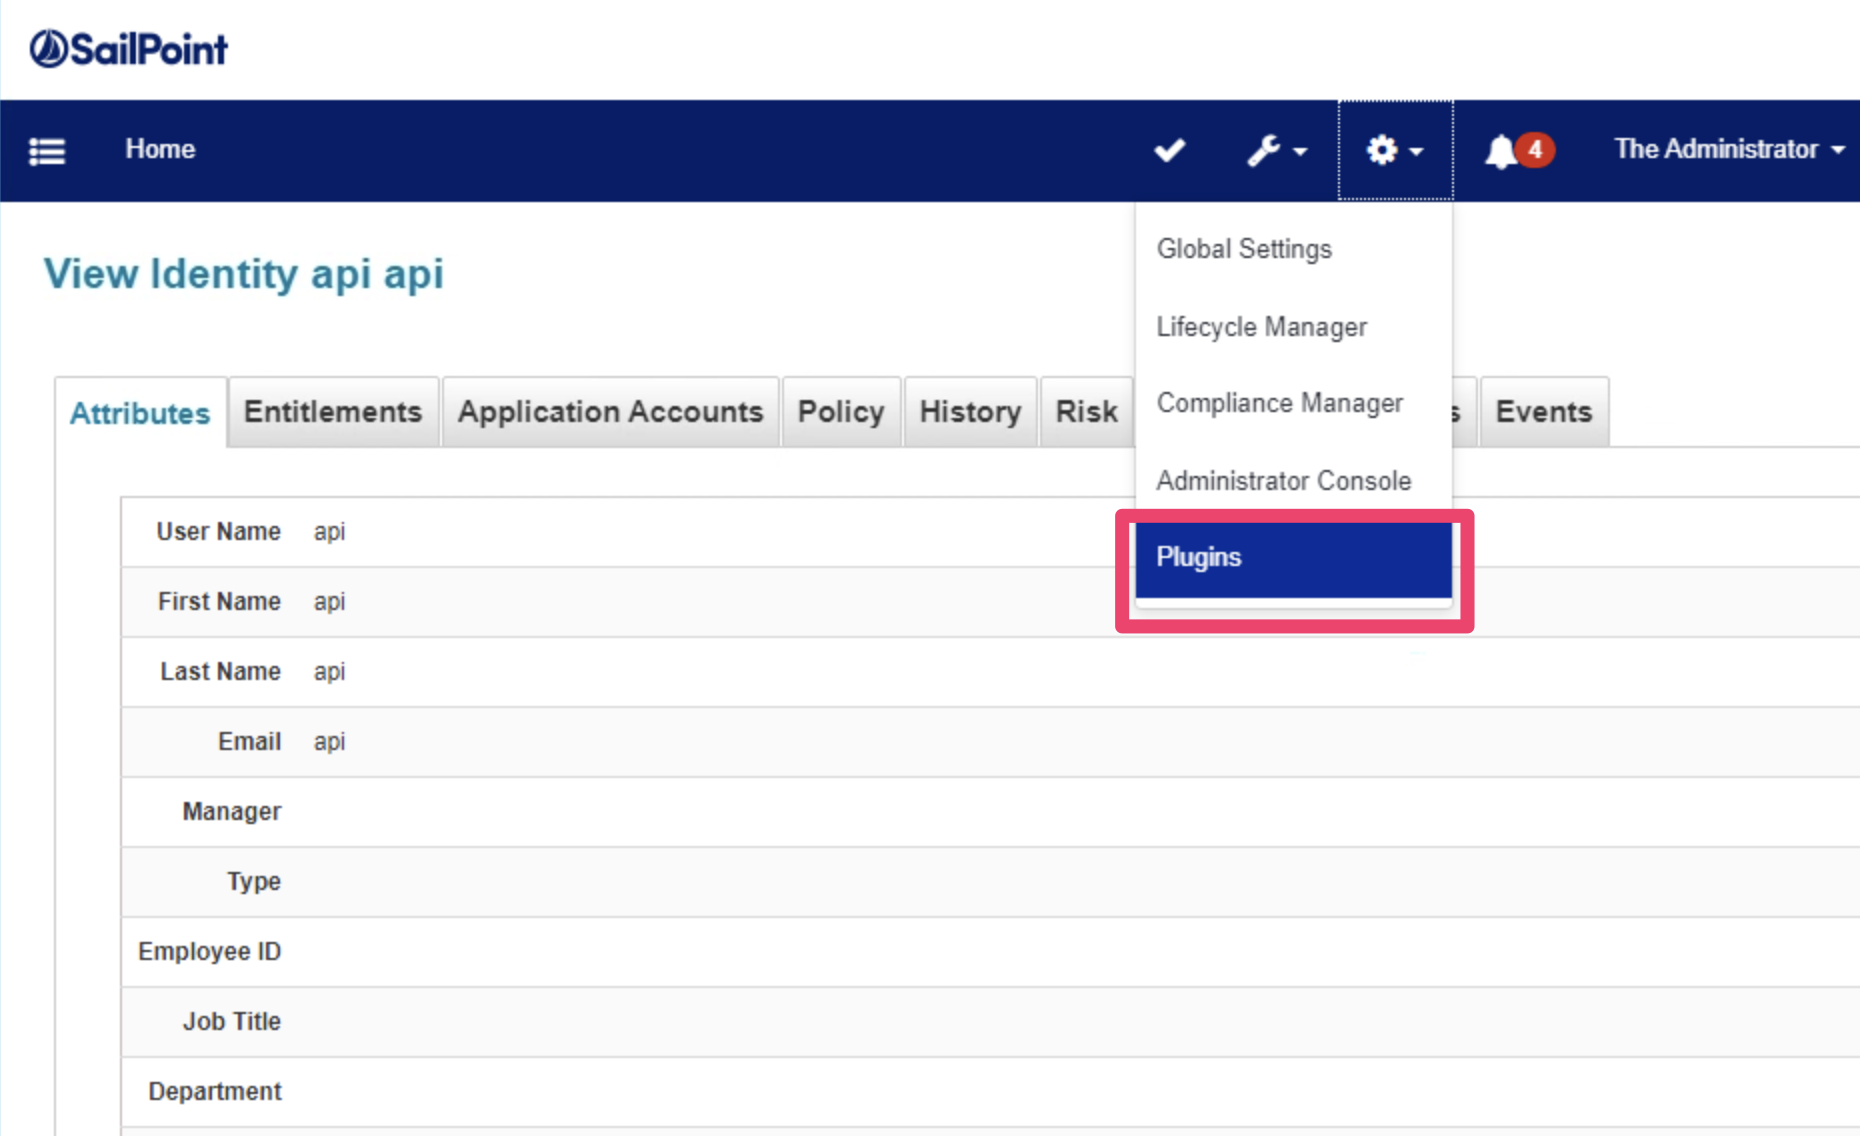 SailPoint
Home
4
The Administrator
Global Settings
View Identity api api
Lifecycle Manager
Compliance Manager
Attributes Entitlements Application Accounts Policy History Risk Events
Administrator Console
Plugins
User Name api
First Name api
Last Name api
Email api
Manager
Type
Employee ID
Job Title
Department